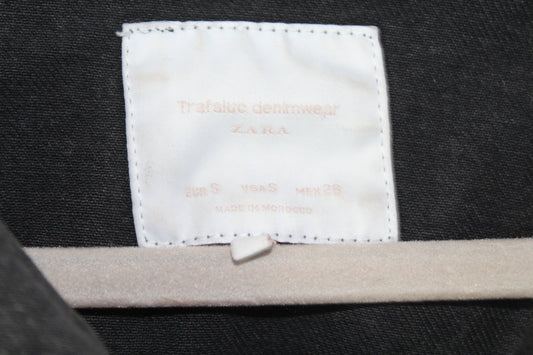 Trafaluc denimwear
ZARA
EUR S USA S MEX 26
MADE IN MOROCCO